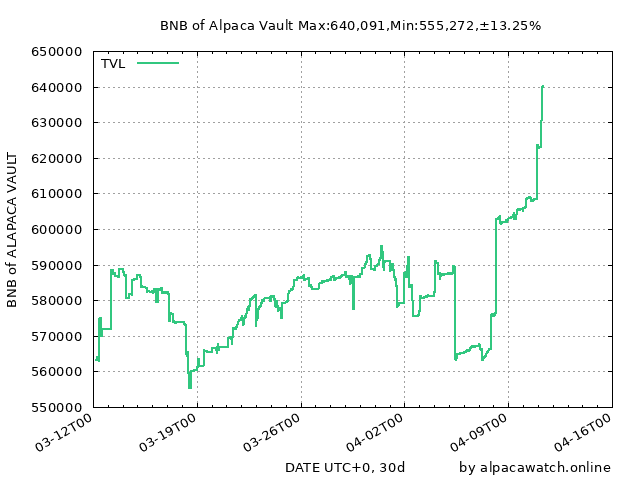 BNB of Alpaca Vault Max:640,091,Min:555,272,±13.25%
TVL
650000
640000
630000
620000
610000
600000
590000
580000
570000
560000
550000
BNB of ALAPACA VAULT
03-12T00
03-19T00
03-26T00
04-02T00
04-09T00
04-16T00
DATE UTC+0, 30d
by alpacawatch.online